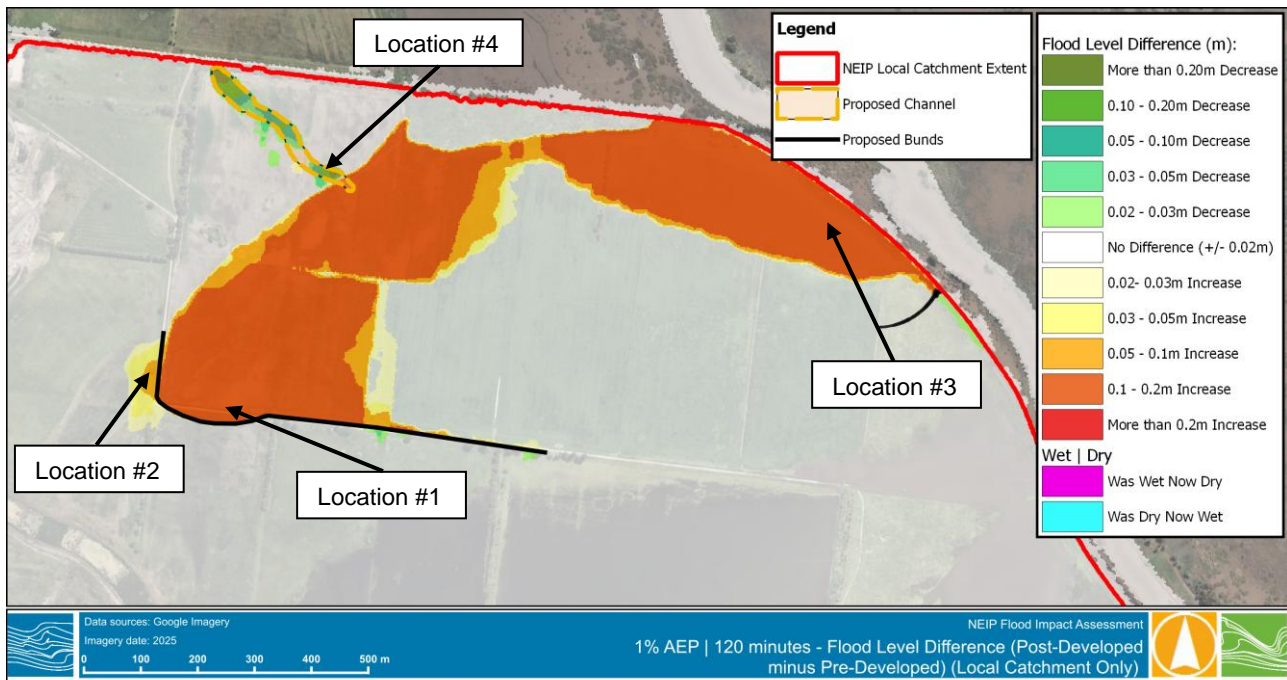 Location #4
Location #2
Location #1
Location #3
Legend
NEIP Local Catchment Extent
Proposed Channel
Proposed Bunds
Flood Level Difference (m):
More than 0.20m Decrease
0.10 - 0.20m Decrease
0.05 - 0.10m Decrease
0.03 - 0.05m Decrease
0.02 - 0.03m Decrease
No Difference (+/- 0.02m)
0.02- 0.03m Increase
0.03 - 0.05m Increase
0.05 - 0.1m Increase
0.1 - 0.2m Increase
More than 0.2m Increase
Wet | Dry
Was Wet Now Dry
Was Dry Now Wet
Data sources: Google Imagery
Imagery date: 2025
0 100 200 300 400 500 m
NEIP Flood Impact Assessment
1% AEP | 120 minutes - Flood Level Difference (Post-Developed
minus Pre-Developed) (Local Catchment Only)